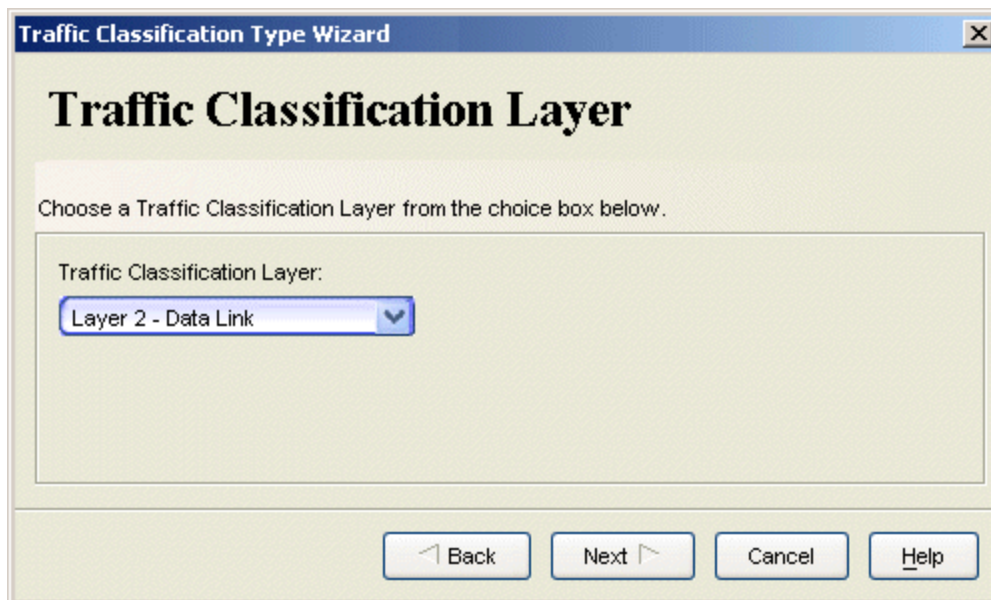 Traffic Classification Type Wizard
Traffic Classification Layer
Choose a Traffic Classification Layer from the choice box below.
Traffic Classification Layer:
Layer 2 - Data Link
Back Next Cancel Help